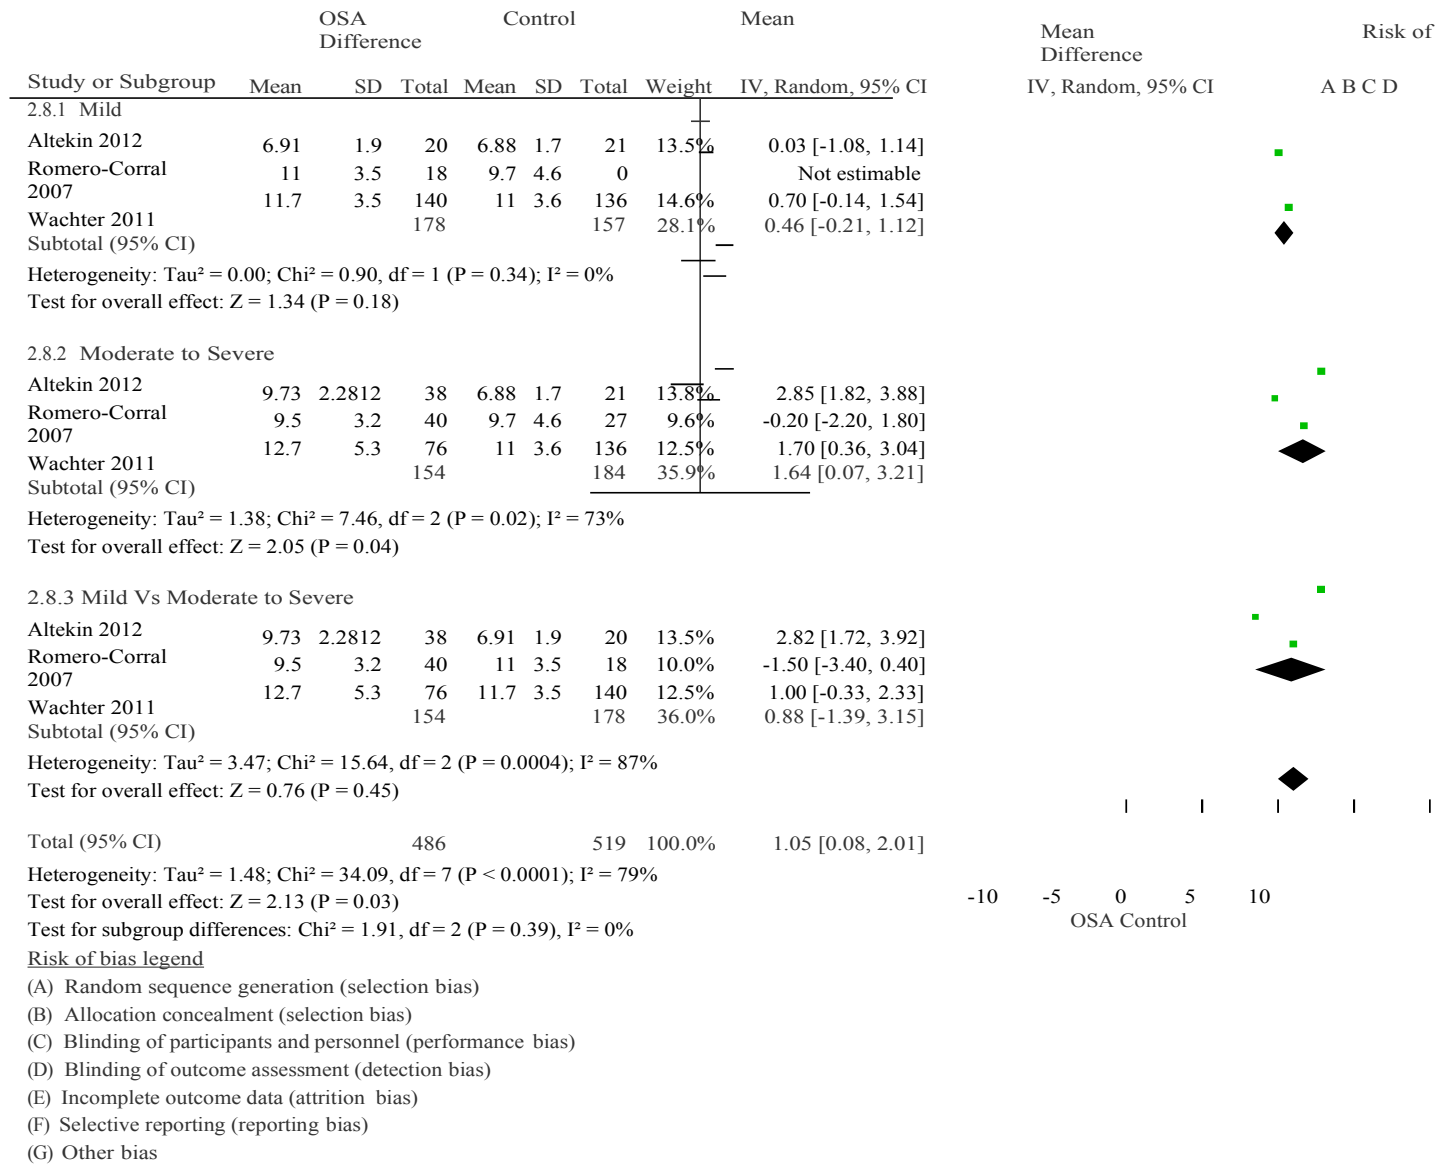 OSA Control Mean
Difference
Mean Risk of
Difference
Study or Subgroup Mean SD Total Mean SD Total Weight IV, Random, 95% CI IV, Random, 95% CI A B C D
2.8.1 Mild
Altekin 2012 6.91 1.9 20 6.88 1.7 21 13.5% 0.03 [-1.08, 1.14]
Romero-Corral 11 3.5 18 9.7 4.6 0 Not estimable
2007
11.7 3.5 140 11 3.6 136 14.6% 0.70 [-0.14, 1.54]
Wachter 2011
178 157 28.1% 0.46 [-0.21, 1.12]
Subtotal (95% CI)
Heterogeneity: Tau² = 0.00; Chi² = 0.90, df = 1 (P = 0.34); I² = 0%
Test for overall effect: Z = 1.34 (P = 0.18)
2.8.2 Moderate to Severe
Altekin 2012 9.73 2.2812 38 6.88 1.7 21 13.8% 2.85 [1.82, 3.88]
Romero-Corral 9.5 3.2 40 9.7 4.6 27 9.6% -0.20 [-2.20, 1.80]
2007
12.7 5.3 76 11 3.6 136 12.5% 1.70 [0.36, 3.04]
Wachter 2011
154 184 35.9% 1.64 [0.07, 3.21]
Subtotal (95% CI)
Heterogeneity: Tau² = 1.38; Chi² = 7.46, df = 2 (P = 0.02); I² = 73%
Test for overall effect: Z = 2.05 (P = 0.04)
2.8.3 Mild Vs Moderate to Severe
Altekin 2012 9.73 2.2812 38 6.91 1.9 20 13.5% 2.82 [1.72, 3.92]
Romero-Corral 9.5 3.2 40 11 3.5 18 10.0% -1.50 [-3.40, 0.40]
2007
12.7 5.3 76 11.7 3.5 140 12.5% 1.00 [-0.33, 2.33]
Wachter 2011
154 178 36.0% 0.88 [-1.39, 3.15]
Subtotal (95% CI)
Heterogeneity: Tau² = 3.47; Chi² = 15.64, df = 2 (P = 0.0004); I² = 87%
Test for overall effect: Z = 0.76 (P = 0.45)
Total (95% CI) 486 519 100.0% 1.05 [0.08, 2.01]
Heterogeneity: Tau² = 1.48; Chi² = 34.09, df = 7 (P < 0.0001); I² = 79%
Test for overall effect: Z = 2.13 (P = 0.03)
-10 -5 0 5 10
OSA Control
Test for subgroup differences: Chi² = 1.91, df = 2 (P = 0.39), I² = 0%
Risk of bias legend
(A) Random sequence generation (selection bias)
(B) Allocation concealment (selection bias)
(C) Blinding of participants and personnel (performance bias)
(D) Blinding of outcome assessment (detection bias)
(E) Incomplete outcome data (attrition bias)
(F) Selective reporting (reporting bias)
(G) Other bias